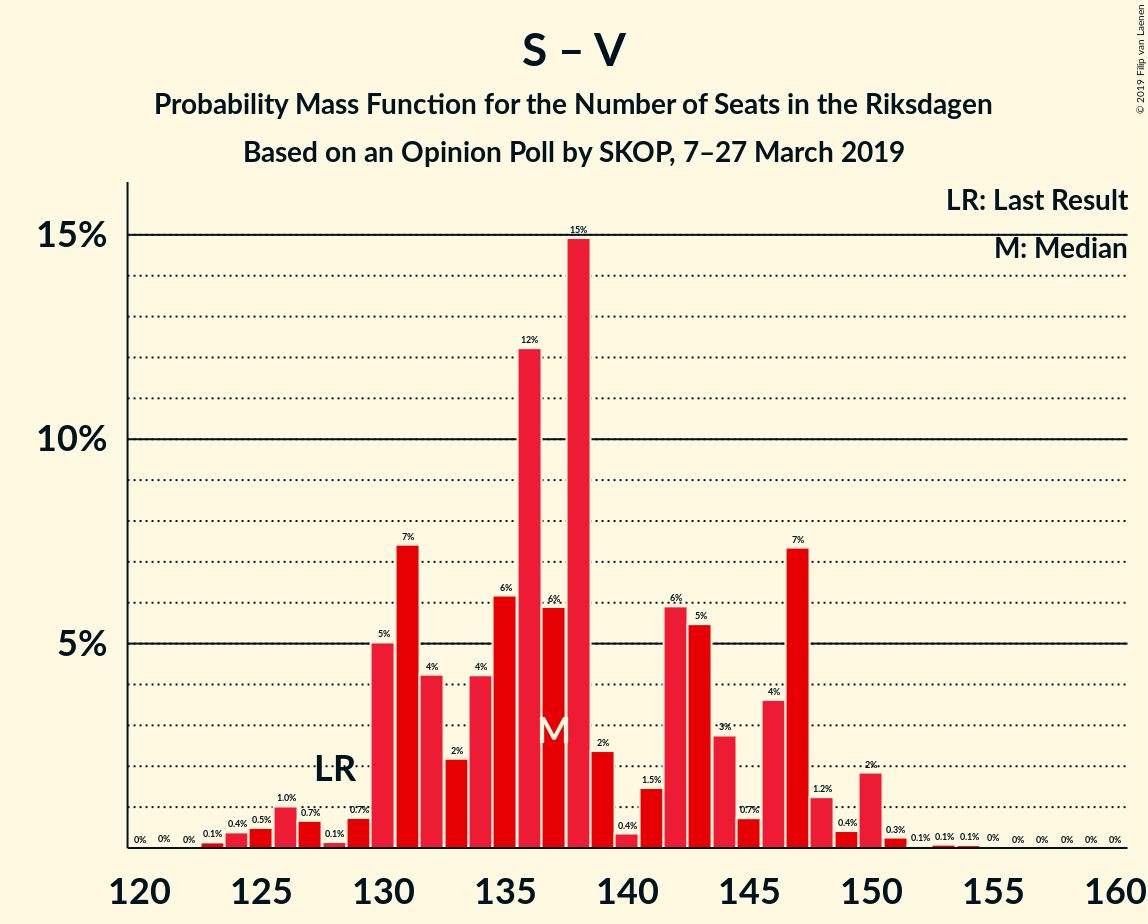 S – V
Probability Mass Function for the Number of Seats in the Riksdagen
Based on an Opinion Poll by SKOP, 7–27 March 2019
© 2019 Filip van Laenen
LR: Last Result
M: Median
15%
10%
5%
0% 0% 0% 0.1% 0.4% 0.5% 1.0% 0.7% 0.1% 0.7% 5% 7% 4% 2% 4% 6% 12% 6% 15% 2% 0.4% 1.5% 6% 5% 3% 0.7% 4% 7% 1.2% 0.4% 2% 0.3% 0.1% 0.1% 0.1% 0% 0% 0% 0% 0% 0%
LR
M
120 125 130 135 140 145 150 155 160